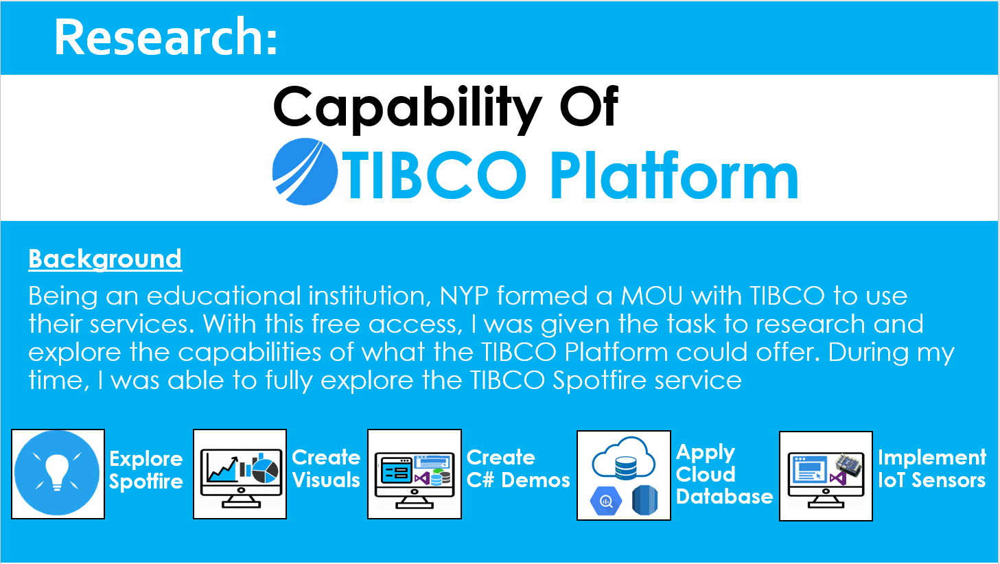 Research:
Capability Of
TIBCO Platform
Background
Being an educational institution, NYP formed a MOU with TIBCO to use
their services. With this free access, I was given the task to research and
explore the capabilities of what the TIBCO Platform could offer. During my
time, I was able to fully explore the TIBCO Spotfire service
Explore
Spotfire
Create
Visuals
Create
C# Demos
Apply
Cloud
Database
Implement
IoT Sensors